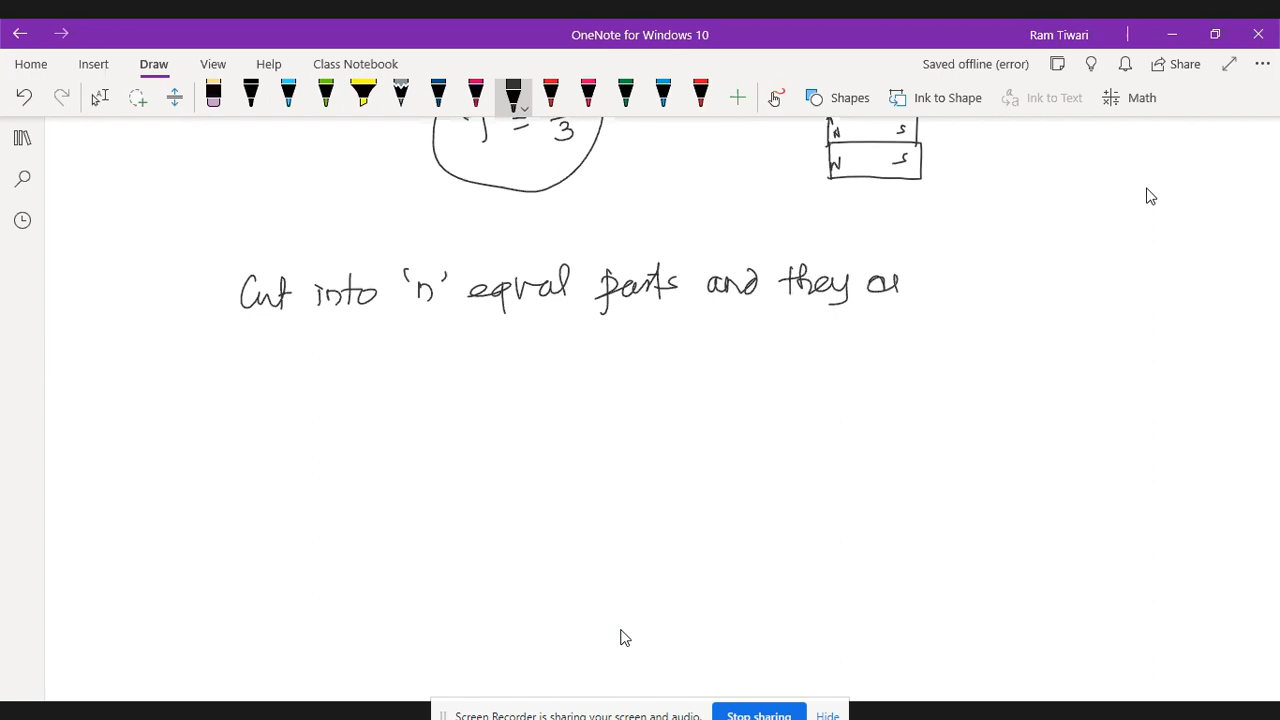 OneNote for Windows 10
Ram Tiwari
Home Insert Draw View Help Class Notebook
Saved offline (error) Share
Shapes Ink to Shape Ink to Text Math
= 3
N S
N S
Cut into 'n' equal parts and they
Screen Recorder is sharing your screen and audio. Stop sharing Hide